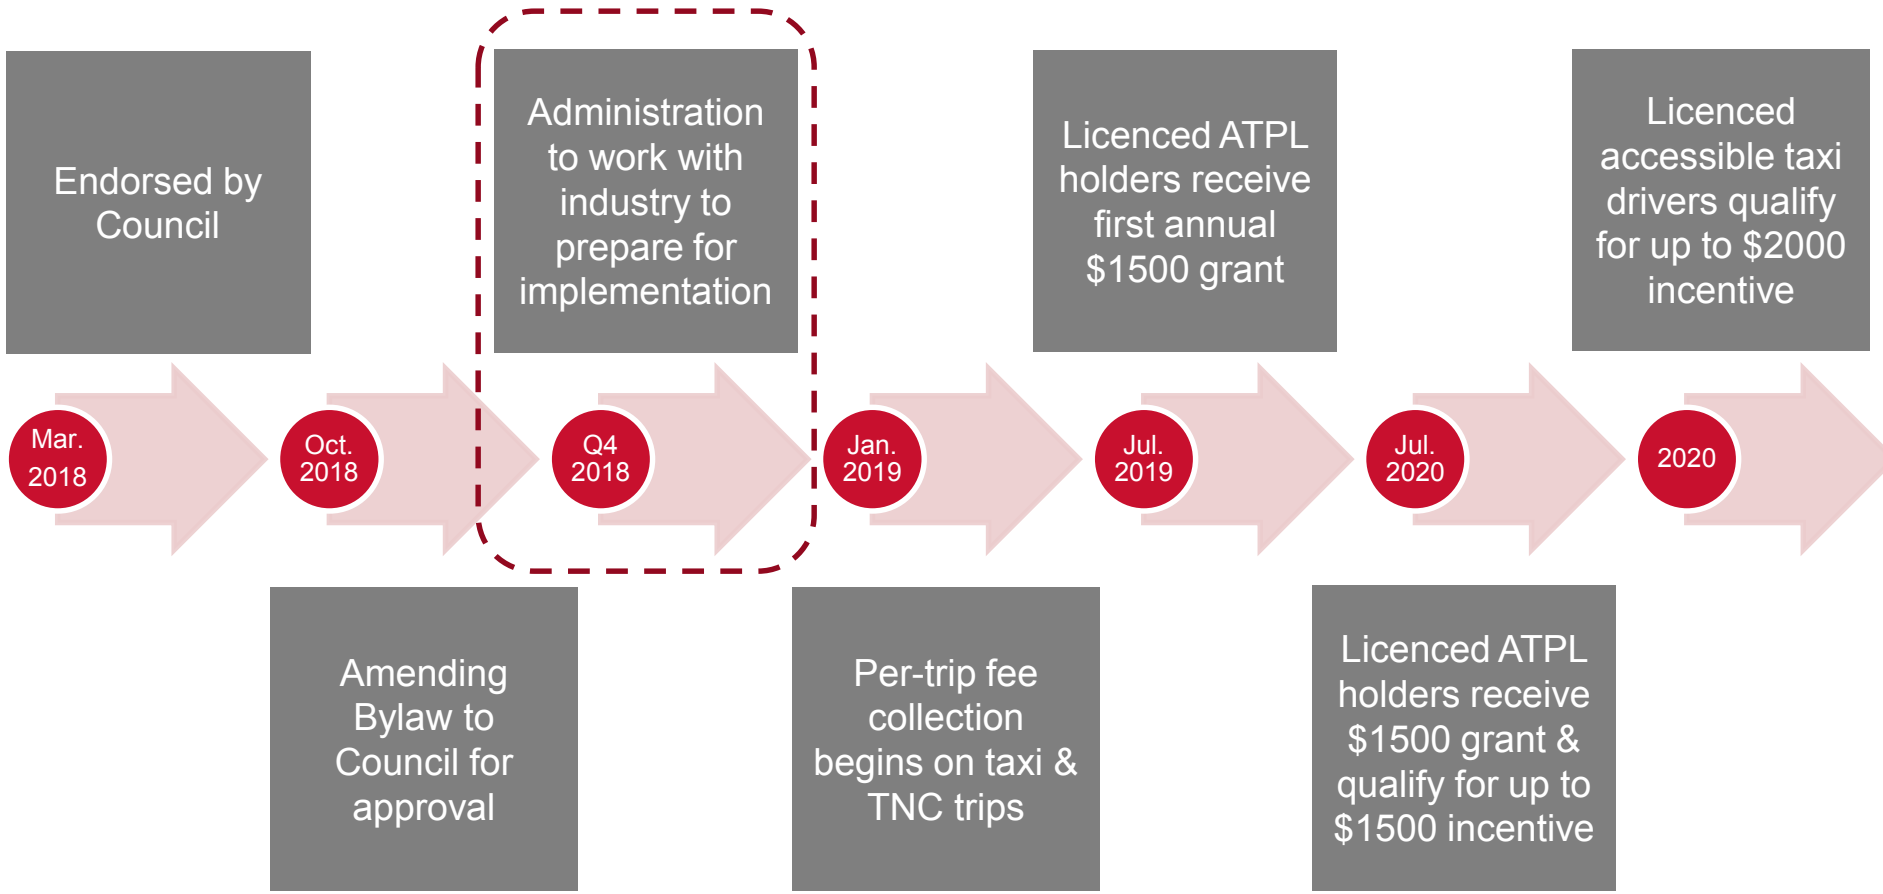 Endorsed by
Council
Administration
to work with
industry to
prepare for
implementation
Licenced ATPL
holders receive
first annual
$1500 grant
Licenced
accessible taxi
drivers qualify
for up to $2000
incentive
Mar.
2018
Oct.
2018
Q4
2018
Jan.
2019
Jul.
2019
Jul.
2020
2020
Amending
Bylaw to
Council for
approval
Per-trip fee
collection
begins on taxi &
TNC trips
Licenced ATPL
holders receive
$1500 grant &
qualify for up to
$1500 incentive